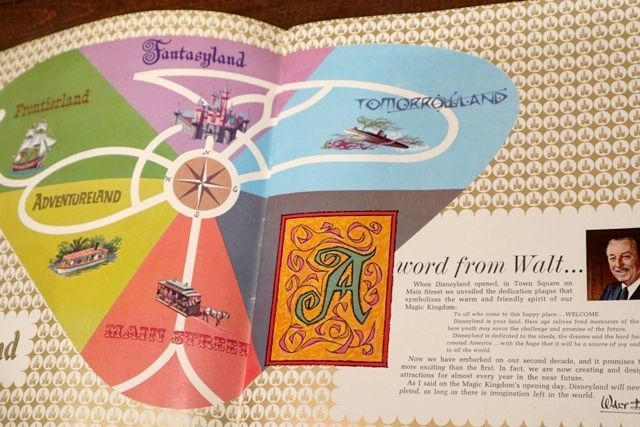 Fantasyland
TOMORROWLAND
Frontierland
N
ADVENTURELAND
W
S
MAIN STREET
A
word from Walt...
When Disneyland opened, in Town Square on
Main Street we unveiled the dedication plaque that
symbolizes the warm and friendly spirit of our
Magic Kingdom:
To all who come to this happy place...WELCOME.
Disneyland is your land. Here age relives fond memories of the
here youth may savor the challenge and promise of the future.
Disneyland is dedicated to the ideals, the dreams and the hard
created America...with the hope that it will be a source of joy and
to all the world.
Now we have embarked on our second decade, and it promises
more exciting than the first. In fact, we are now creating and
attractions for almost every year in the near future.
As I said on the Magic Kingdom's opening day, Disneyland will never
pleted, as long as there is imagination left in the world.
Walt
nd